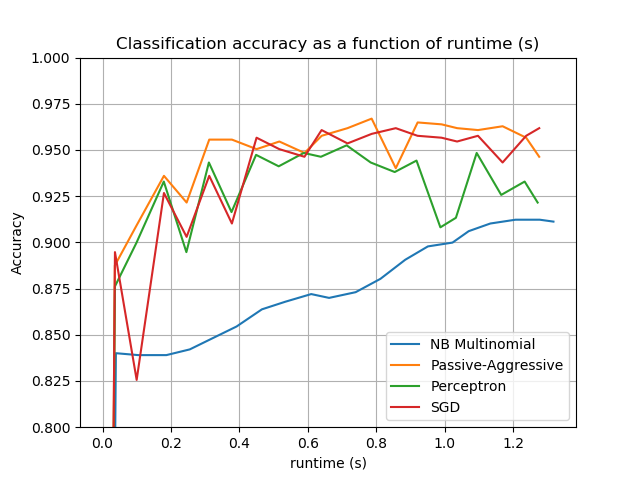 Classification accuracy as a function of runtime (s)
1.000
0.975
0.950
0.925
0.900
0.875
0.850
0.825
0.800
Accuracy
0.0 0.2 0.4 0.6 0.8 1.0 1.2
runtime (s)
NB Multinomial
Passive-Aggressive
Perceptron
SGD